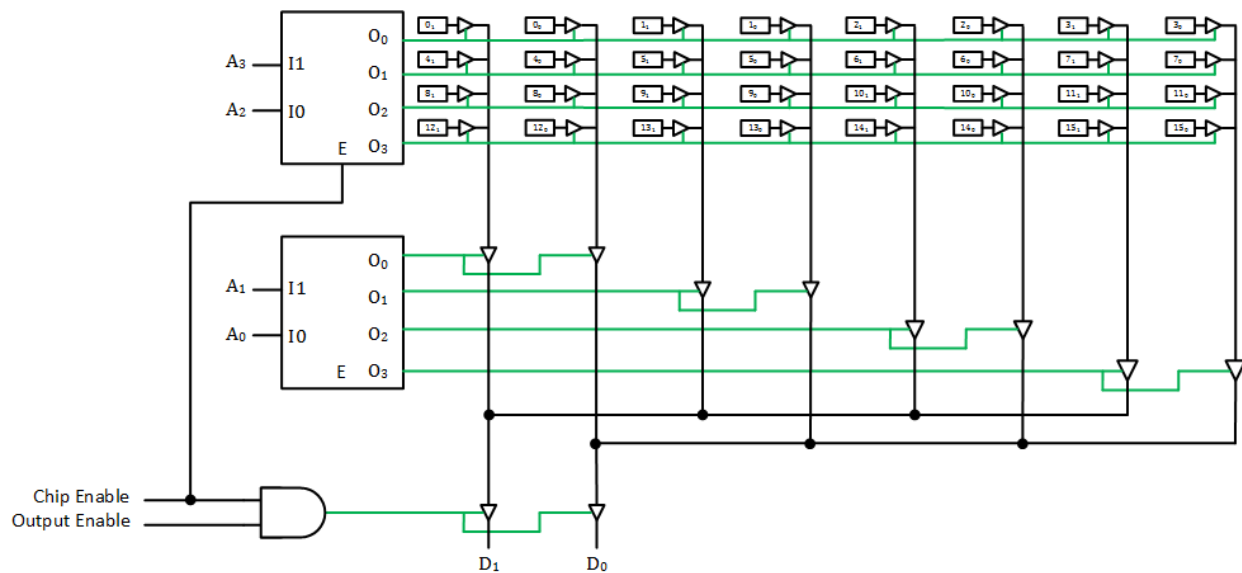 0₁ 0₀ 1₁ 1₀ 2₁ 2₀ 3₁ 3₀
O₀
4₁ 4₀ 5₁ 5₀ 6₁ 6₀ 7₁ 7₀
A₃ I1 O₁
8₁ 8₀ 9₁ 9₀ 10₁ 10₀ 11₁ 11₀
A₂ I0 O₂
12₁ 12₀ 13₁ 13₀ 14₁ 14₀ 15₁ 15₀
E O₃
O₀
A₁ I1 O₁
A₀ I0 O₂
E O₃
Chip Enable
Output Enable
D₁ D₀